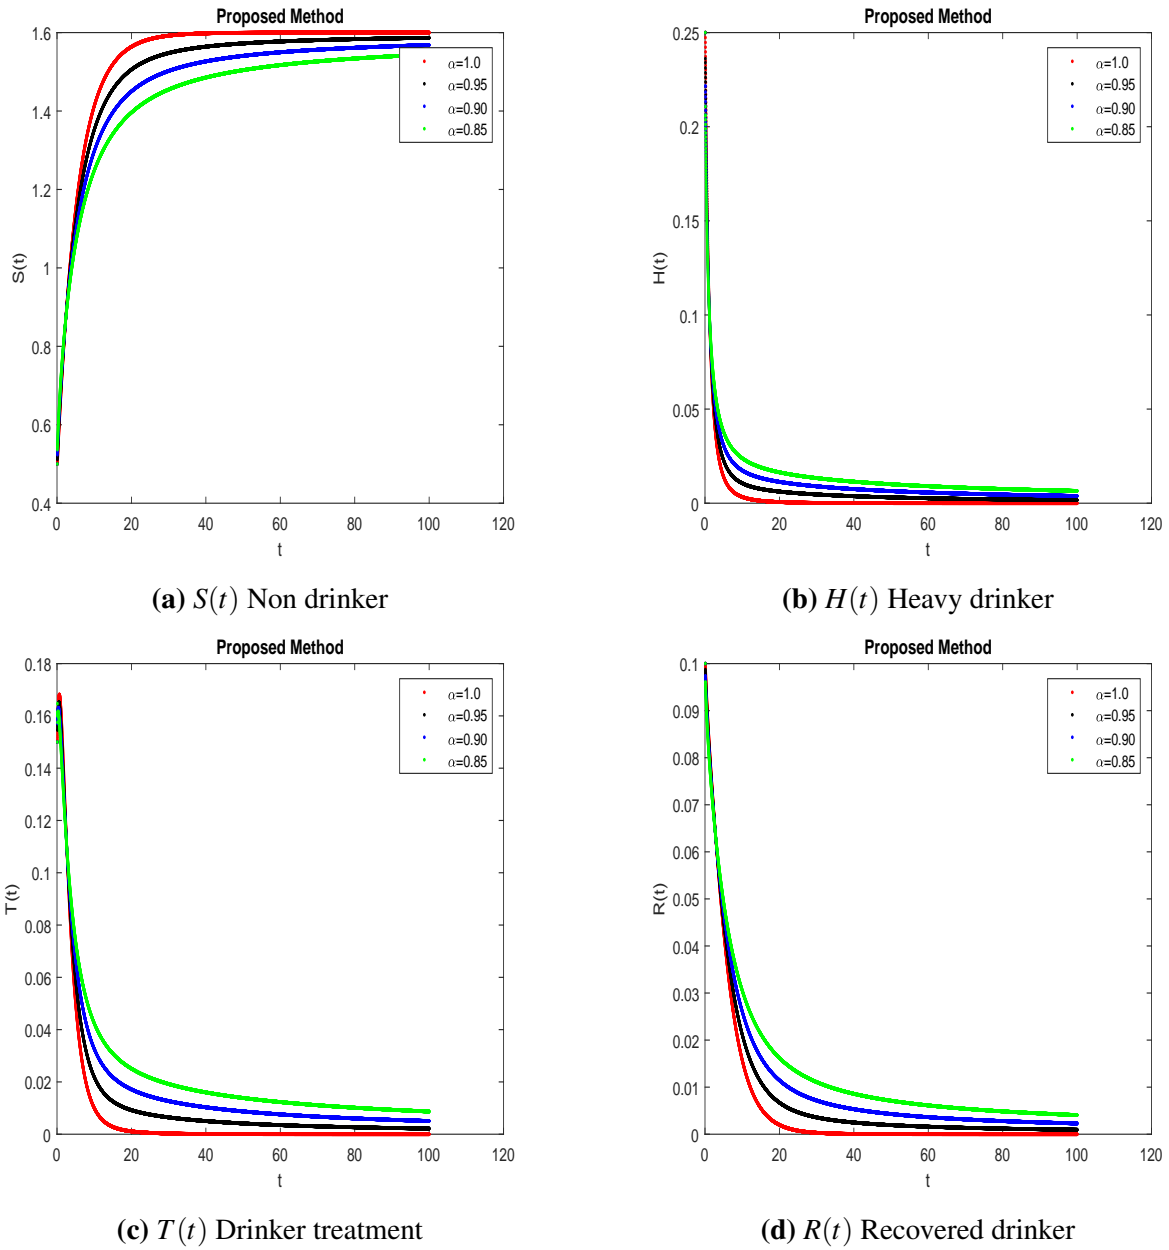 Proposed Method
1.6
1.4
1.2
1
0.8
0.6
0.4
0
20
40
60
80
100
120
S(t)
t
α=1.0
α=0.95
α=0.90
α=0.85
(a) S(t) Non drinker
Proposed Method
0.25
0.2
0.15
0.1
0.05
0
0
20
40
60
80
100
120
H(t)
t
α=1.0
α=0.95
α=0.90
α=0.85
(b) H(t) Heavy drinker
Proposed Method
0.18
0.16
0.14
0.12
0.1
0.08
0.06
0.04
0.02
0
0
20
40
60
80
100
120
T(t)
t
α=1.0
α=0.95
α=0.90
α=0.85
(c) T(t) Drinker treatment
Proposed Method
0.1
0.09
0.08
0.07
0.06
0.05
0.04
0.03
0.02
0.01
0
0
20
40
60
80
100
120
R(t)
t
α=1.0
α=0.95
α=0.90
α=0.85
(d) R(t) Recovered drinker